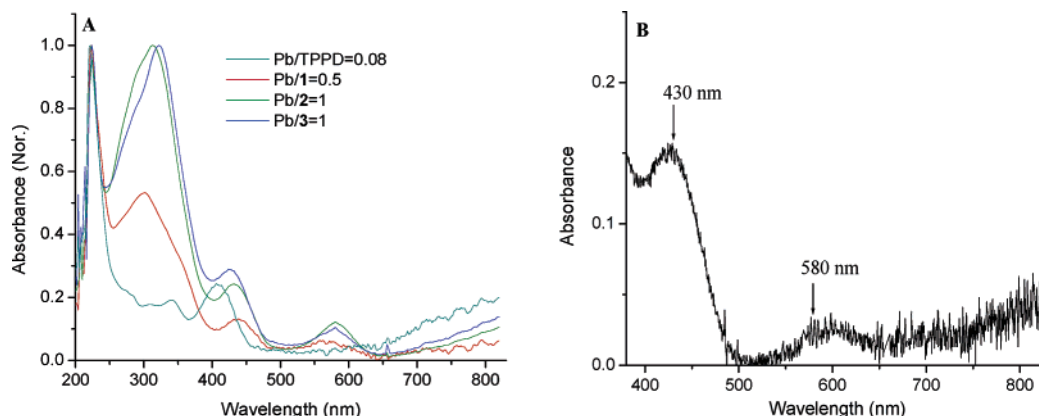 A
Pb/TPPD=0.08
Pb/1=0.5
Pb/2=1
Pb/3=1
Absorbance (Nor.)
1.0
0.8
0.6
0.4
0.2
0.0
200 300 400 500 600 700 800
Wavelength (nm)
B
430 nm
580 nm
Absorbance
0.2
0.1
0.0
400 500 600 700 800
Wavelength (nm)